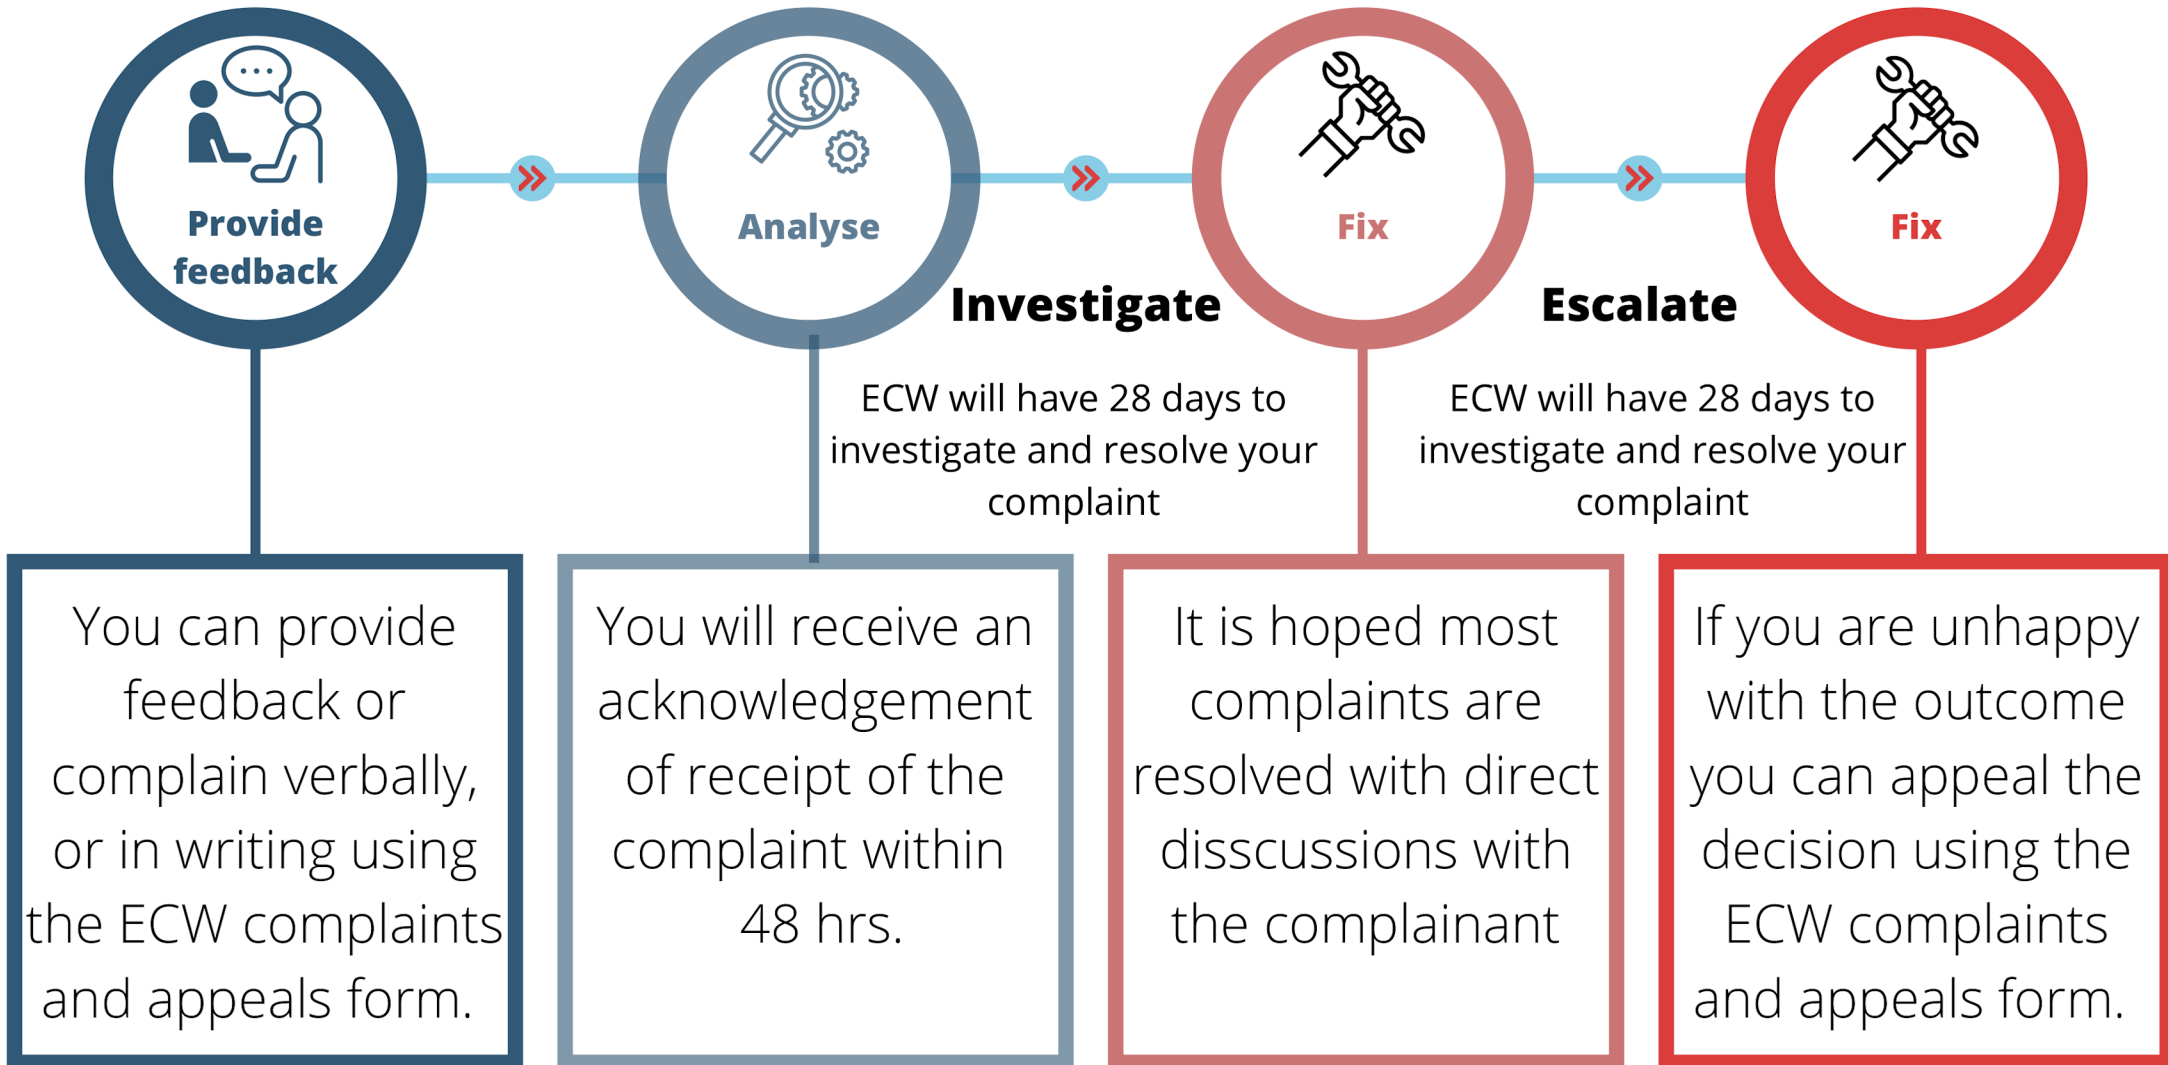 Provide
feedback
Analyse
Fix
Fix
Investigate
Escalate
ECW will have 28 days to
investigate and resolve your
complaint
ECW will have 28 days to
investigate and resolve your
complaint
You can provide
feedback or
complain verbally,
or in writing using
the ECW complaints
and appeals form.
You will receive an
acknowledgement
of receipt of the
complaint within
48 hrs.
It is hoped most
complaints are
resolved with direct
disscussions with
the complainant
If you are unhappy
with the outcome
you can appeal the
decision using the
ECW complaints
and appeals form.